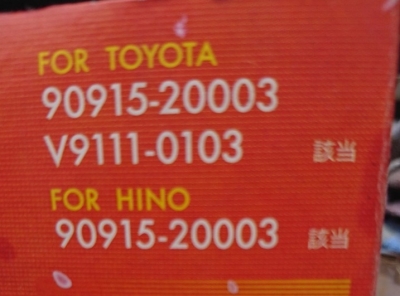 FOR TOYOTA
90915-20003
V9111-0103 該当
FOR HINO
90915-20003 該当